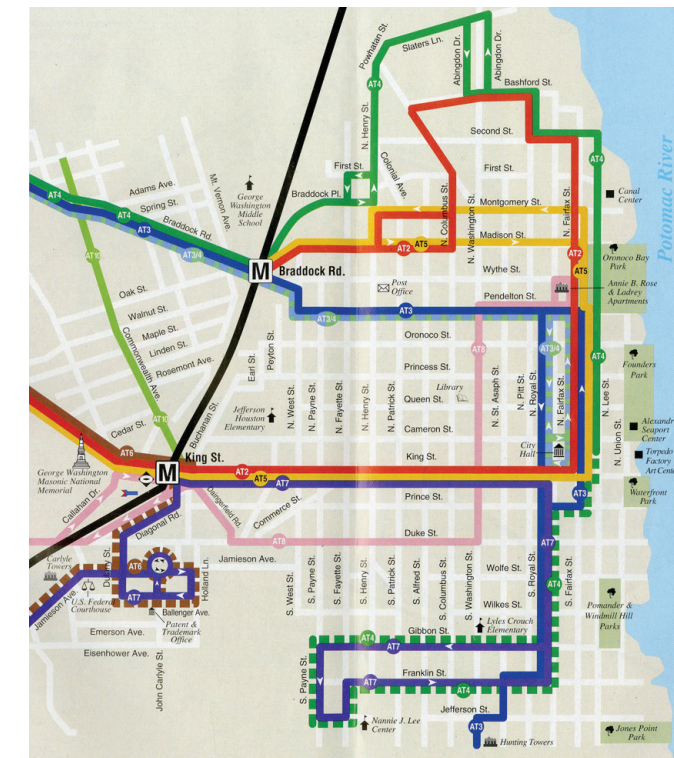 Powhatan St.
Slaters Ln.
Abingdon Dr.
Abingdon Dr.
Bashford St.
AT4
N. Henry St.
Second St.
Potomac River
First St.
Colonial Ave.
First St.
AT4
Braddock Pl.
Canal
Center
AT4
AT4
Adams Ave.
Spring St.
Braddock Rd.
AT3
Mt. Vernon Ave.
George
Washington
Middle
School
N. Columbus St.
N. Washington St.
Montgomery St.
Madison St.
N. Fairfax St.
AT2
AT5
AT2
AT5
AT10
AT3/4
M
Braddock Rd.
Wythe St.
Oronoco Bay
Park
Post
Office
Pendelton St.
Annie B. Rose
& Ladrey
Apartments
Oak St.
Walnut St.
Maple St.
Linden St.
Rosemont Ave.
Commonwealth Ave.
AT3/4
AT3
Oronoco St.
AT8
AT3/4
AT4
Founders
Park
Earl St.
Peyton St.
Princess St.
Library
Queen St.
Cameron St.
King St.
N. West St.
N. Payne St.
N. Fayette St.
N. Henry St.
N. Patrick St.
N. St. Asaph St.
N. Pitt St.
N. Royal St.
N. Fairfax St.
N. Lee St.
N. Union St.
Jefferson
Houston
Elementary
Buchanan St.
AT10
Cedar St.
AT6
City
Hall
Alexandr
Seaport
Center
Torpedo
Factory
Art Cent
Waterfront
Park
George Washington
Masonic National
Memorial
M
King St.
AT2
AT5
AT7
AT3
Callahan Dr.
Diagonal Rd.
Daingerfield Rd.
Commerce St.
Prince St.
Duke St.
AT8
AT7
Jamieson Ave.
Carlyle
Towers
AT6
Holland Ln.
AT7
U.S. Federal
Courthouse
Jamieson Ave.
Ballenger Ave.
Patent &
Trademark
Office
Emerson Ave.
Eisenhower Ave.
John Carlyle St.
S. West St.
S. Payne St.
S. Fayette St.
S. Henry St.
S. Patrick St.
S. Alfred St.
S. Columbus St.
S. Washington St.
Wolfe St.
Wilkes St.
S. Royal St.
AT4
S. Fairfax St.
Pomander &
Windmill Hill
Parks
Lyles Crouch
Elementary
Gibbon St.
AT4
AT7
S. Payne St.
Franklin St.
AT7
AT4
Jefferson St.
AT3
Nannie J. Lee
Center
Hunting Towers
Jones Point
Park